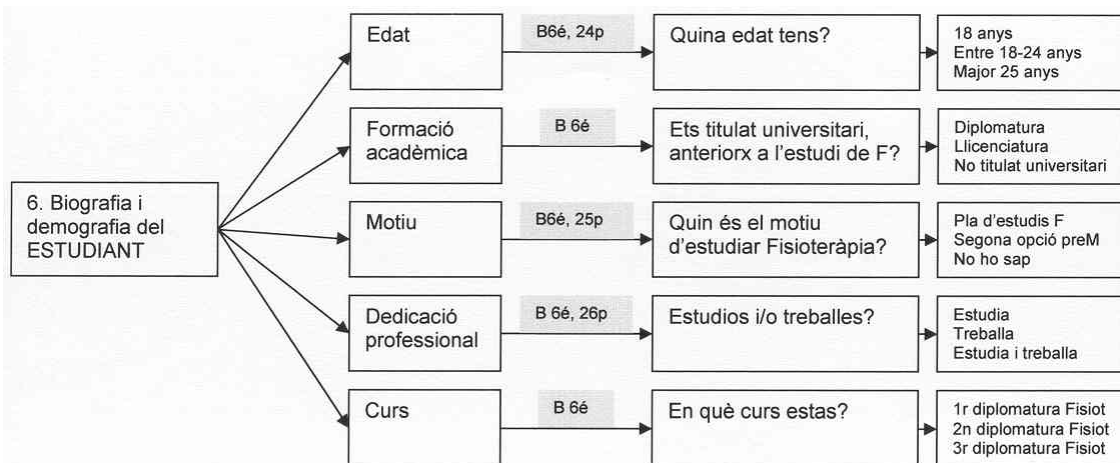 6. Biografia i
demografia del
ESTUDIANT
Edat
B6é, 24p
Quina edat tens?
18 anys
Entre 18-24 anys
Major 25 anys
Formació
acadèmica
B 6é
Ets titulat universitari,
anteriorx a l'estudi de F?
Diplomatura
Llicenciatura
No titulat universitari
Motiu
B6é, 25p
Quin és el motiu
d'estudiar Fisioteràpia?
Pla d'estudis F
Segona opció preM
No ho sap
Dedicació
professional
B 6é, 26p
Estudios i/o treballes?
Estudia
Treballa
Estudia i treballa
Curs
B 6é
En què curs estas?
1r diplomatura Fisiot
2n diplomatura Fisiot
3r diplomatura Fisiot